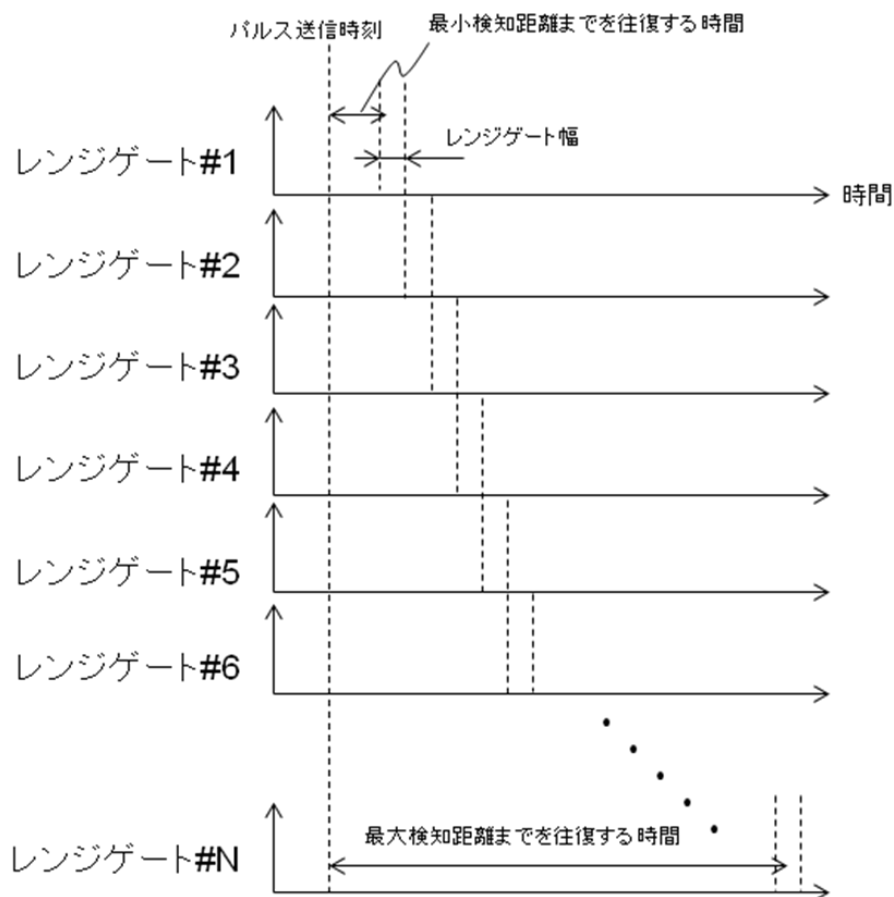 パルス送信時刻
最小検知距離までを往復する時間
レンジゲート幅
レンジゲート#1
時間
レンジゲート#2
レンジゲート#3
レンジゲート#4
レンジゲート#5
レンジゲート#6
最大検知距離までを往復する時間
レンジゲート#N